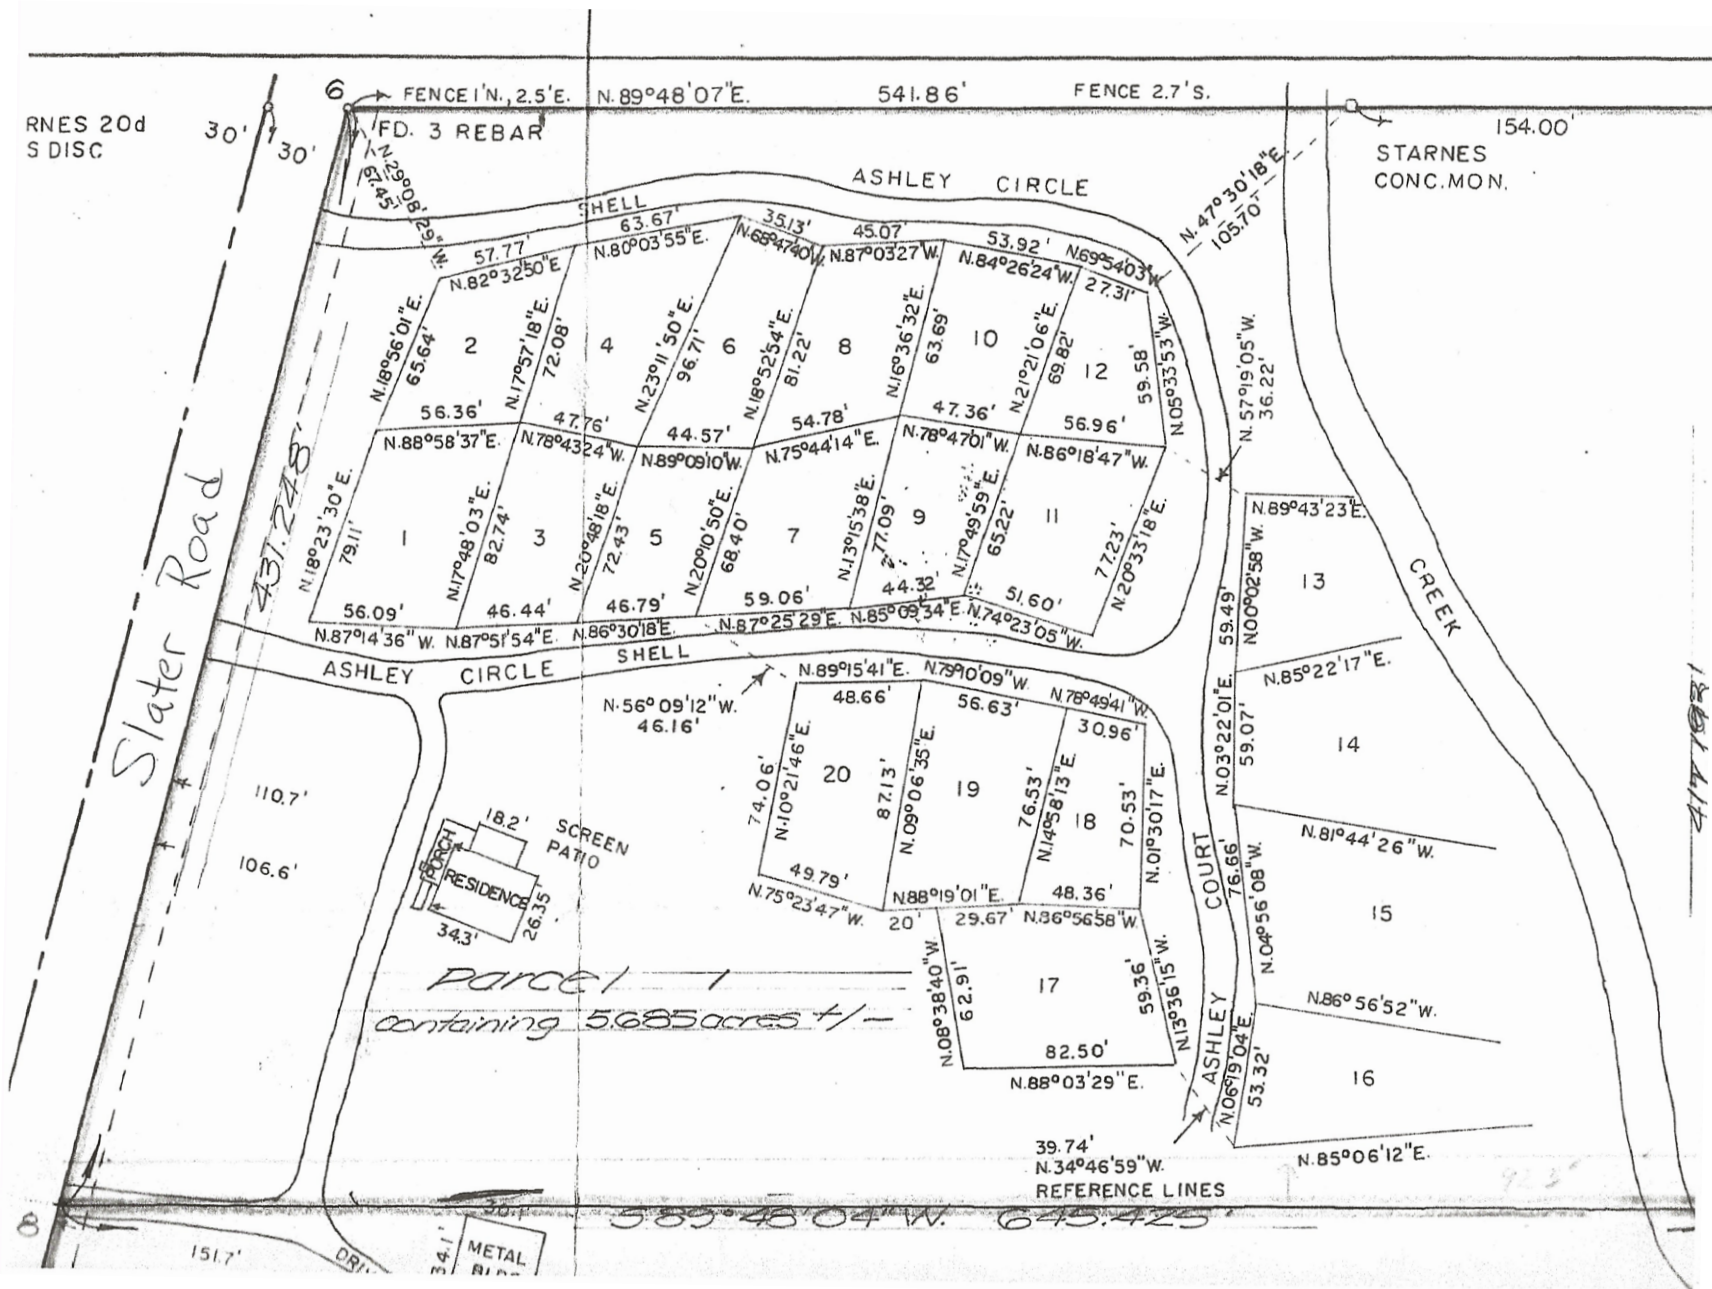 6
FENCE 1'N., 2.5'E. N.89°48'07"E. 541.86' FENCE 2.7'S.
RNES 20d
S DISC
30'
30'
FD. 3 REBAR
154.00'
STARNES
CONC.MON.
N.29°08'29"W.
67.45'
N.47°30'18"E.
105.70'
ASHLEY CIRCLE
SHELL
57.77'
N.82°32'50"E
63.67'
N.80°03'55"E.
35.13'
N.68°47'40"W.
45.07'
N.87°03'27"W.
53.92'
N.84°26'24"W.
N.69°54'03"W.
27.31'
N.18°56'01"E.
65.64'
2
N.17°57'18"E.
72.08'
4
N.23°11'50"E.
96.71'
6
N.18°52'54"E.
81.22'
8
N.16°36'32"E.
63.69'
10
N.21°21'06"E.
69.82'
12
59.58'
N.05°33'53"W.
N.57°19'05"W.
36.22'
56.36'
N.88°58'37"E.
47.76'
N.78°43'24"W.
44.57'
N.89°09'10"W.
54.78'
N.75°44'14"E.
47.36'
N.78°47'01"W.
56.96'
N.86°18'47"W.
N.18°23'30"E.
79.11'
1
N.17°48'03"E.
82.74'
3
N.20°48'18"E.
72.43'
5
N.20°10'50"E.
68.40'
7
N.13°15'38"E.
77.09'
9
N.17°49'59"E.
65.22'
11
77.23'
N.20°33'18"E.
56.09'
N.87°14'36"W.
46.44'
N.87°51'54"E.
46.79'
N.86°30'18"E.
59.06'
N.87°25'29"E.
44.32'
N.85°09'34"E.
51.60'
N.74°23'05"W.
Slater Road
437.248'
ASHLEY CIRCLE SHELL
N.89°43'23"E.
13
59.49'
N.00°02'58"W.
N.85°22'17"E.
CREEK
N.56°09'12"W.
46.16'
N.89°15'41"E.
48.66'
N.79°10'09"W.
56.63'
N.78°49'41"W.
30.96'
N.03°22'01"E.
59.07'
14
N.81°44'26"W.
74.06'
N.10°21'46"E.
20
87.13'
N.09°06'35"E.
19
76.53'
N.14°58'13"E.
18
70.53'
N.01°30'17"E.
110.7'
106.6'
18.2'
SCREEN
PATIO
PORCH
RESIDENCE
26.35'
34.3'
49.79'
N.75°23'47"W.
N.88°19'01"E.
20'
29.67'
48.36'
N.86°56'58"W.
ASHLEY COURT
76.66'
N.04°56'08"W.
15
N.86°56'52"W.
Parcel 1
containing 5.685 acres +/-
N.08°38'40"W.
62.91'
17
59.36'
N.13°36'15"W.
82.50'
N.88°03'29"E.
N.06°19'04"E.
53.32'
16
N.85°06'12"E.
39.74'
N.34°46'59"W.
REFERENCE LINES
8
S89°48'04"W. 645.425'
151.7'
34.1'
METAL